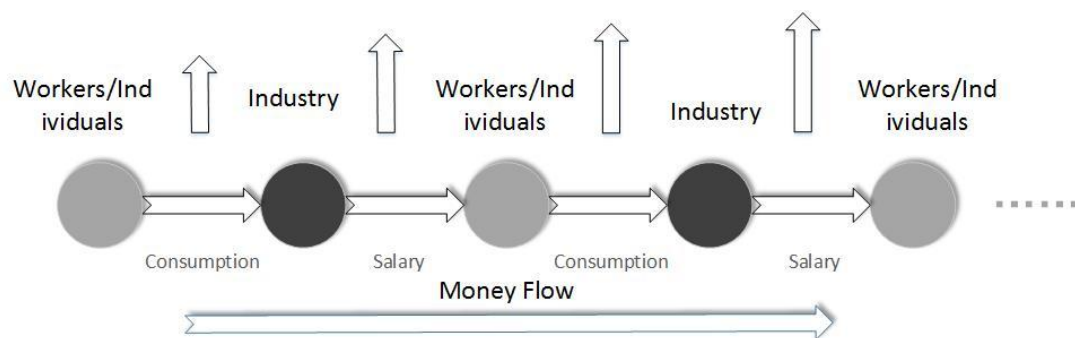 Workers/Ind
ividuals
Industry
Workers/Ind
ividuals
Industry
Workers/Ind
ividuals
Consumption
Salary
Consumption
Salary
Money Flow